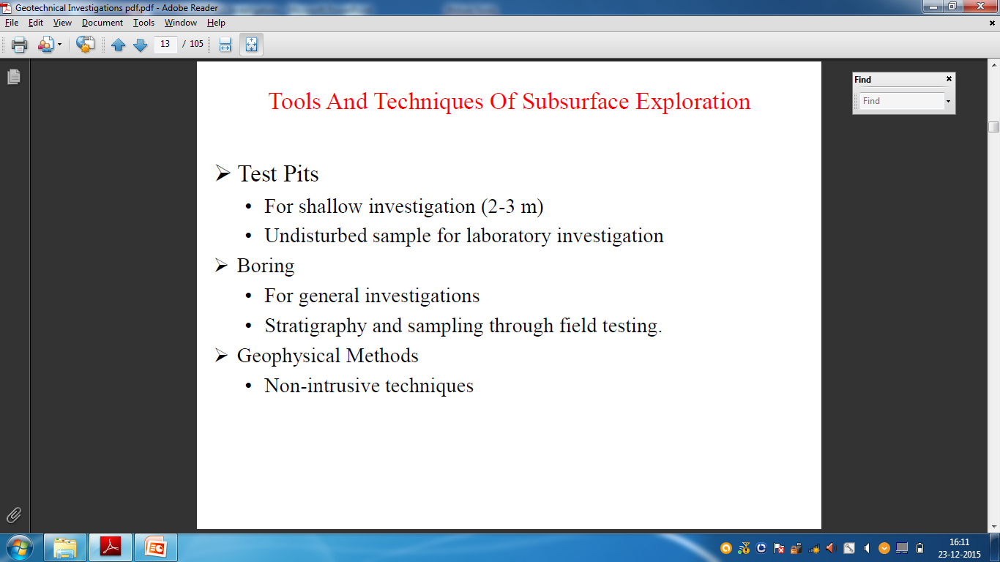 Geotechnical Investigations pdf.pdf - Adobe Reader
File Edit View Document Tools Window Help
13 / 105
Find
Find
Tools And Techniques Of Subsurface Exploration
➢ Test Pits
• For shallow investigation (2-3 m)
• Undisturbed sample for laboratory investigation
➢ Boring
• For general investigations
• Stratigraphy and sampling through field testing.
➢ Geophysical Methods
• Non-intrusive techniques
16:11
23-12-2015